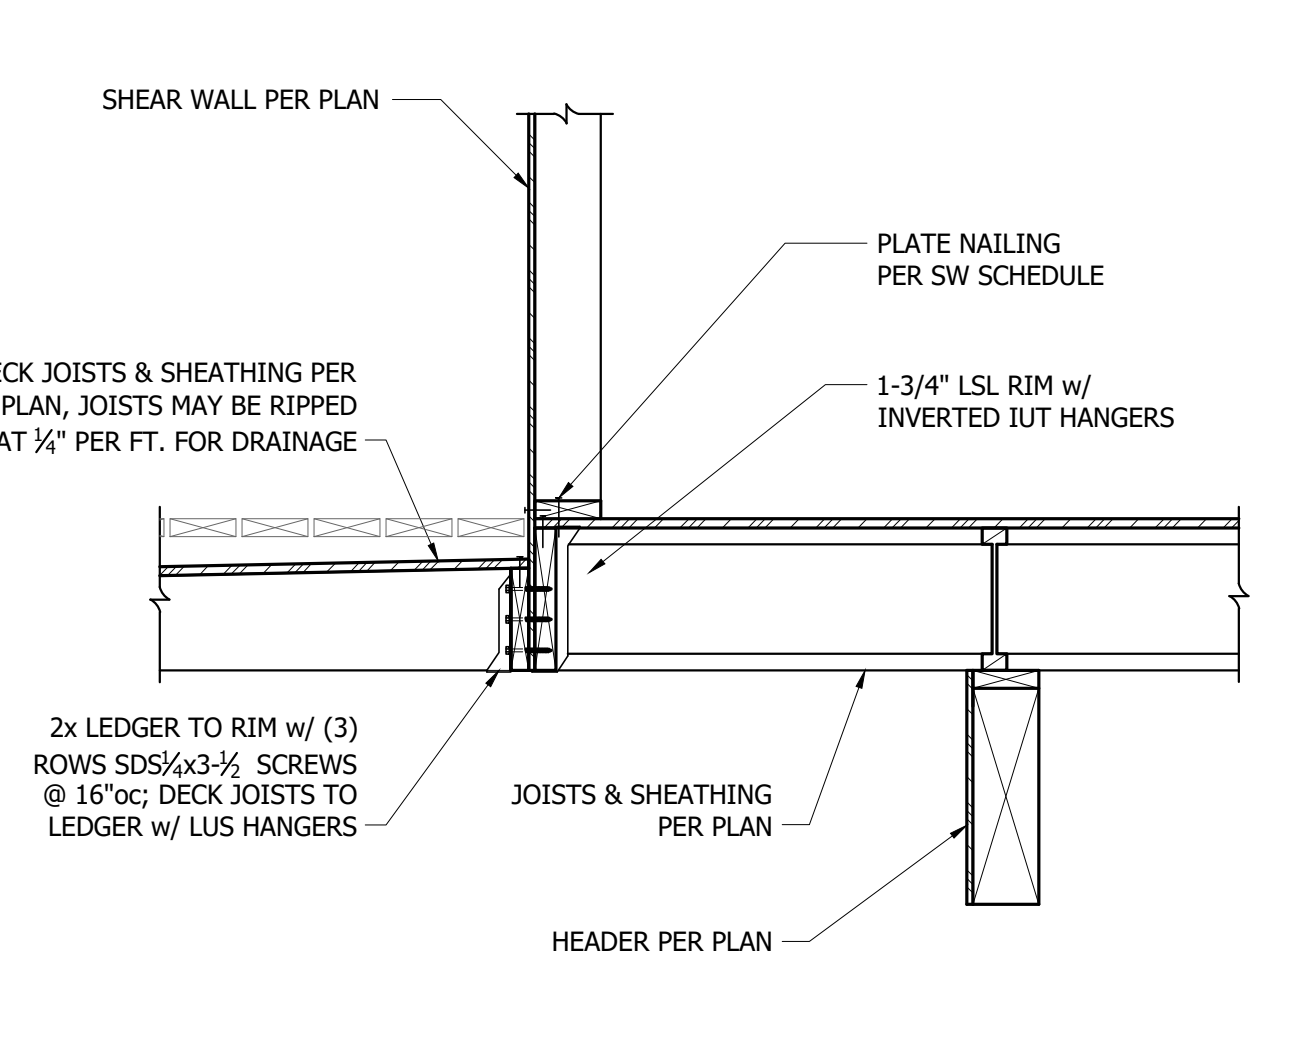 SHEAR WALL PER PLAN
PLATE NAILING
PER SW SCHEDULE
JOISTS & SHEATHING PER
PLAN, JOISTS MAY BE RIPPED
AT ¼" PER FT. FOR DRAINAGE
1-3/4" LSL RIM w/
INVERTED IUT HANGERS
2x LEDGER TO RIM w/ (3)
ROWS SDS¼x3-½ SCREWS
@ 16"oc; DECK JOISTS TO
LEDGER w/ LUS HANGERS
JOISTS & SHEATHING
PER PLAN
HEADER PER PLAN